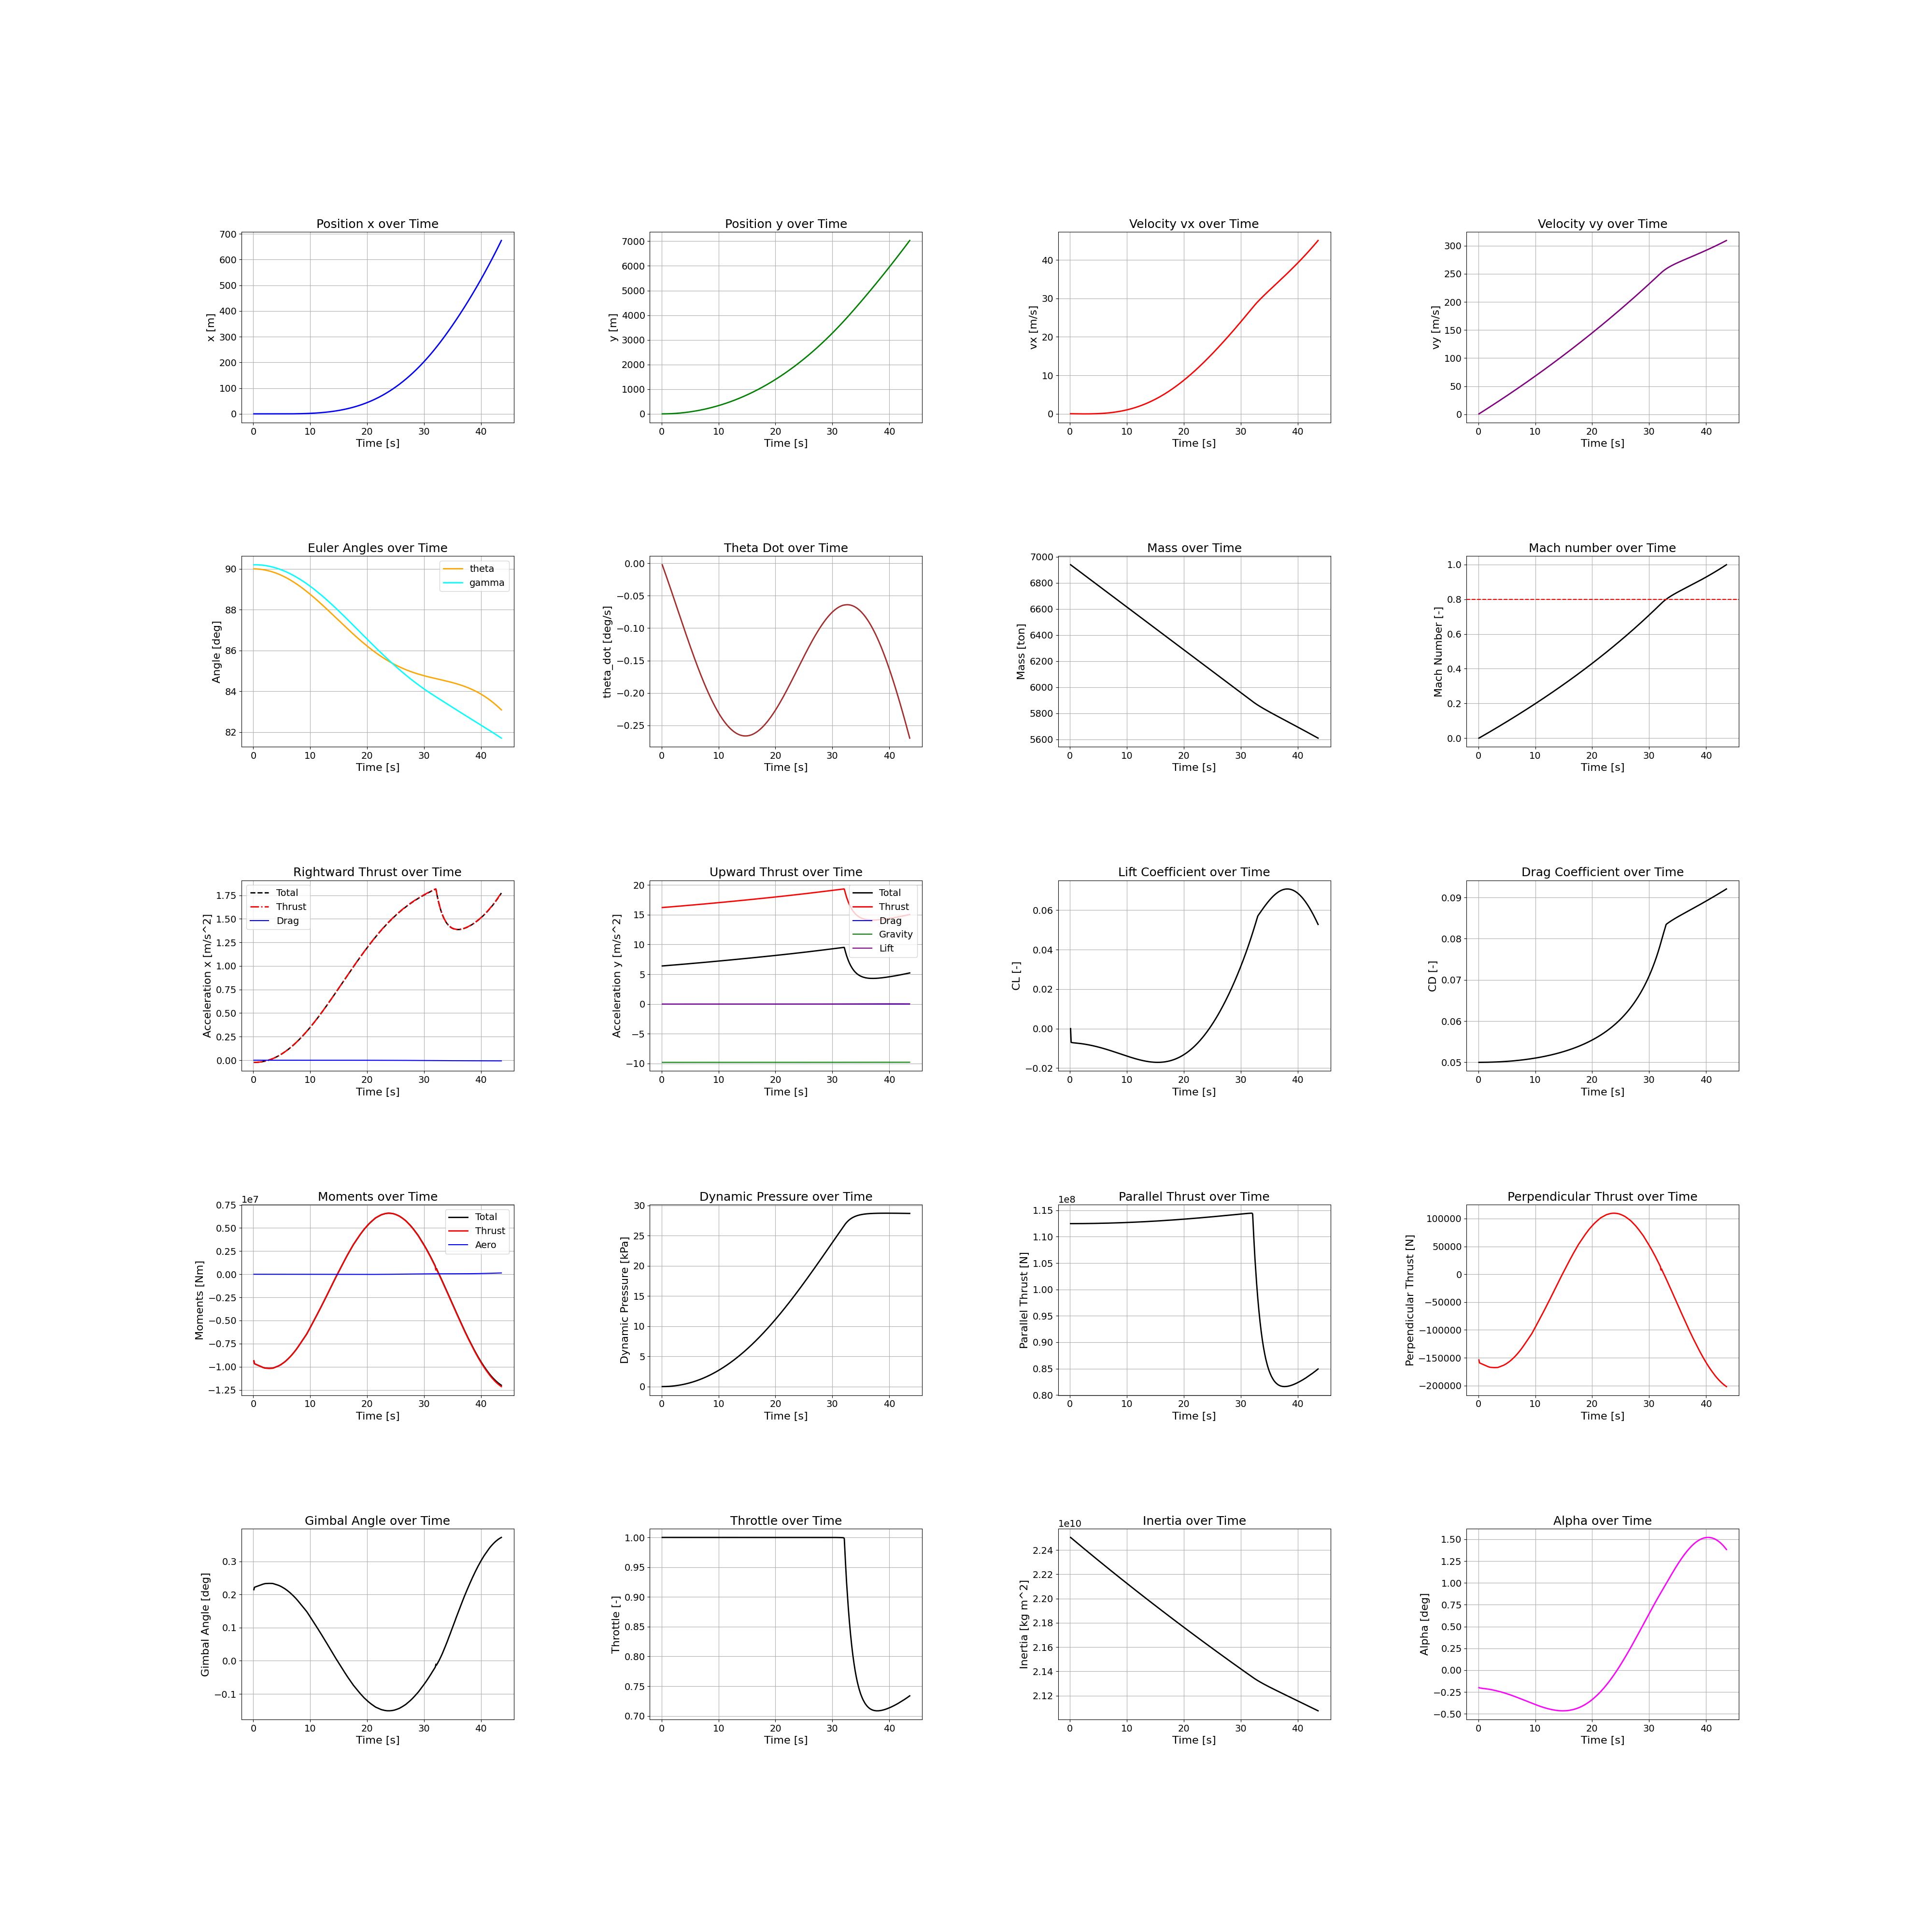 Position x over Time
x [m]
700
600
500
400
300
200
100
0
0 10 20 30 40
Time [s]
Position y over Time
y [m]
7000
6000
5000
4000
3000
2000
1000
0
0 10 20 30 40
Time [s]
Velocity vx over Time
vx [m/s]
40
30
20
10
0
0 10 20 30 40
Time [s]
Velocity vy over Time
vy [m/s]
300
250
200
150
100
50
0
0 10 20 30 40
Time [s]
Euler Angles over Time
Angle [deg]
90
88
86
84
82
theta
gamma
0 10 20 30 40
Time [s]
Theta Dot over Time
theta_dot [deg/s]
0.00
−0.05
−0.10
−0.15
−0.20
−0.25
0 10 20 30 40
Time [s]
Mass over Time
Mass [ton]
7000
6800
6600
6400
6200
6000
5800
5600
0 10 20 30 40
Time [s]
Mach number over Time
Mach Number [-]
1.0
0.8
0.6
0.4
0.2
0.0
0 10 20 30 40
Time [s]
Rightward Thrust over Time
Acceleration x [m/s^2]
1.75
1.50
1.25
1.00
0.75
0.50
0.25
0.00
Total
Thrust
Drag
0 10 20 30 40
Time [s]
Upward Thrust over Time
Acceleration y [m/s^2]
20
15
10
5
0
−5
−10
Total
Thrust
Drag
Gravity
Lift
0 10 20 30 40
Time [s]
Lift Coefficient over Time
CL [-]
0.06
0.04
0.02
0.00
−0.02
0 10 20 30 40
Time [s]
Drag Coefficient over Time
CD [-]
0.09
0.08
0.07
0.06
0.05
0 10 20 30 40
Time [s]
Moments over Time
1e7
Moments [Nm]
0.75
0.50
0.25
0.00
−0.25
−0.50
−0.75
−1.00
−1.25
Total
Thrust
Aero
0 10 20 30 40
Time [s]
Dynamic Pressure over Time
Dynamic Pressure [kPa]
30
25
20
15
10
5
0
0 10 20 30 40
Time [s]
Parallel Thrust over Time
1e8
Parallel Thrust [N]
1.15
1.10
1.05
1.00
0.95
0.90
0.85
0.80
0 10 20 30 40
Time [s]
Perpendicular Thrust over Time
Perpendicular Thrust [N]
100000
50000
0
−50000
−100000
−150000
−200000
0 10 20 30 40
Time [s]
Gimbal Angle over Time
Gimbal Angle [deg]
0.3
0.2
0.1
0.0
−0.1
0 10 20 30 40
Time [s]
Throttle over Time
Throttle [-]
1.00
0.95
0.90
0.85
0.80
0.75
0.70
0 10 20 30 40
Time [s]
Inertia over Time
1e10
Inertia [kg m^2]
2.24
2.22
2.20
2.18
2.16
2.14
2.12
0 10 20 30 40
Time [s]
Alpha over Time
Alpha [deg]
1.50
1.25
1.00
0.75
0.50
0.25
0.00
−0.25
−0.50
0 10 20 30 40
Time [s]